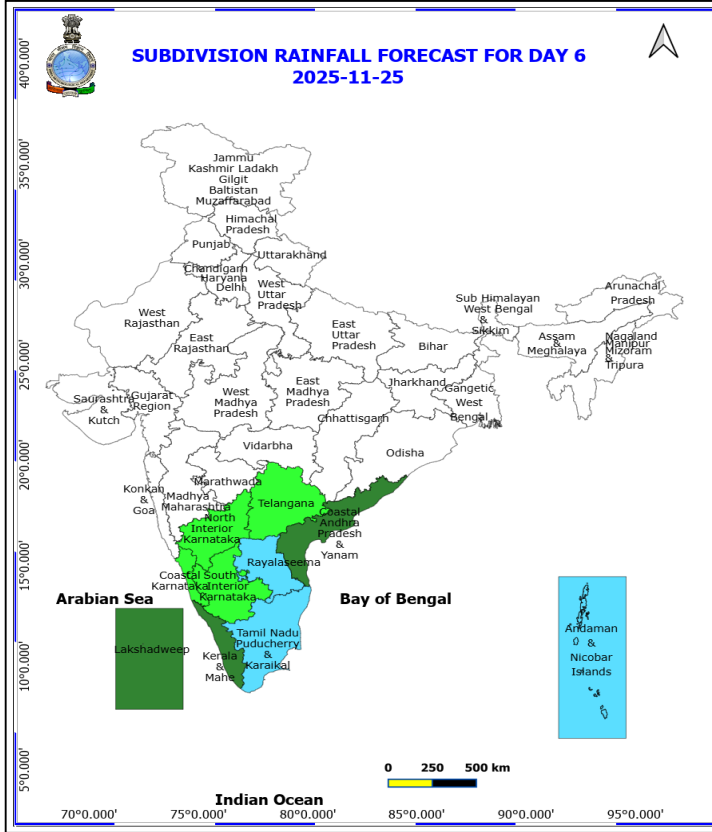 SUBDIVISION RAINFALL FORECAST FOR DAY 6
2025-11-25
40°0.000'
35°0.000'
30°0.000'
25°0.000'
20°0.000'
15°0.000'
10°0.000'
5°0.000'
Jammu
Kashmir Ladakh
Gilgit
Baltistan
Muzaffarabad
Himachal
Pradesh
Punjab
Uttarakhand
Chandigarh
Haryana
Delhi
West
Uttar
Pradesh
West
Rajasthan
East
Rajasthan
East
Uttar
Pradesh
Bihar
Sub Himalayan
West Bengal
&
Sikkim
Arunachal
Pradesh
Assam
&
Meghalaya
Nagaland
Manipur
Mizoram
&
Tripura
Saurashtra
&
Kutch
Gujarat
Region
West
Madhya
Pradesh
East
Madhya
Pradesh
Jharkhand
Gangetic
West
Bengal
Chhattisgarh
Odisha
Vidarbha
Marathwada
Konkan
&
Goa
Madhya
Maharashtra
North
Interior
Karnataka
Telangana
Coastal
Andhra
Pradesh
&
Yanam
Rayalaseema
Coastal
Karnataka
South
Interior
Karnataka
Arabian Sea
Bay of Bengal
Lakshadweep
Kerala
&
Mahe
Tamil Nadu
Puducherry
&
Karaikal
Andaman
&
Nicobar
Islands
0 250 500 km
Indian Ocean
70°0.000' 75°0.000' 80°0.000' 85°0.000' 90°0.000' 95°0.000'